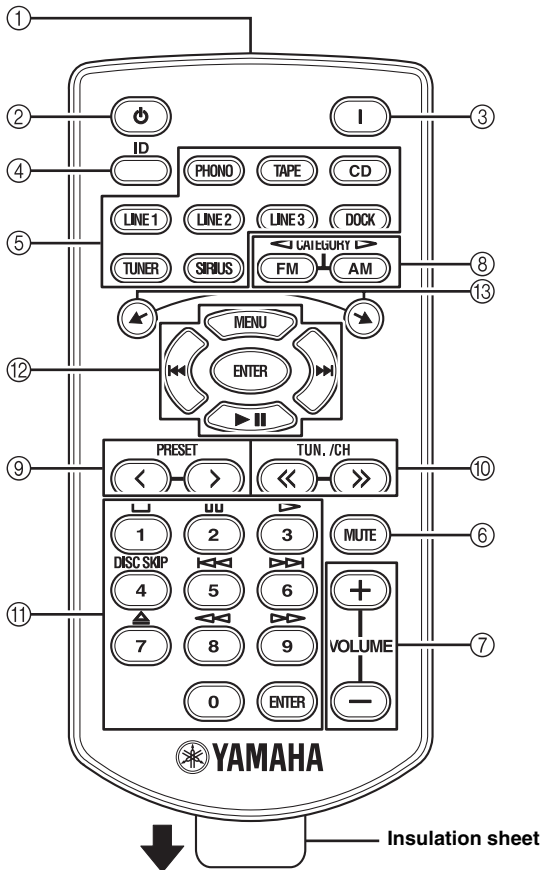 ①
② ③
I
ID
④
PHONO TAPE CD
⑤
LINE 1 LINE 2 LINE 3 DOCK
CATEGORY
TUNER SIRIUS FM AM ⑧
⑬
MENU
⑫ ENTER
PRESET TUN. /CH
⑨ ⑩
1 2 3 MUTE ⑥
DISC SKIP
4 5 6 +
⑪
7 8 9 VOLUME ⑦
0 ENTER −
YAMAHA
Insulation sheet